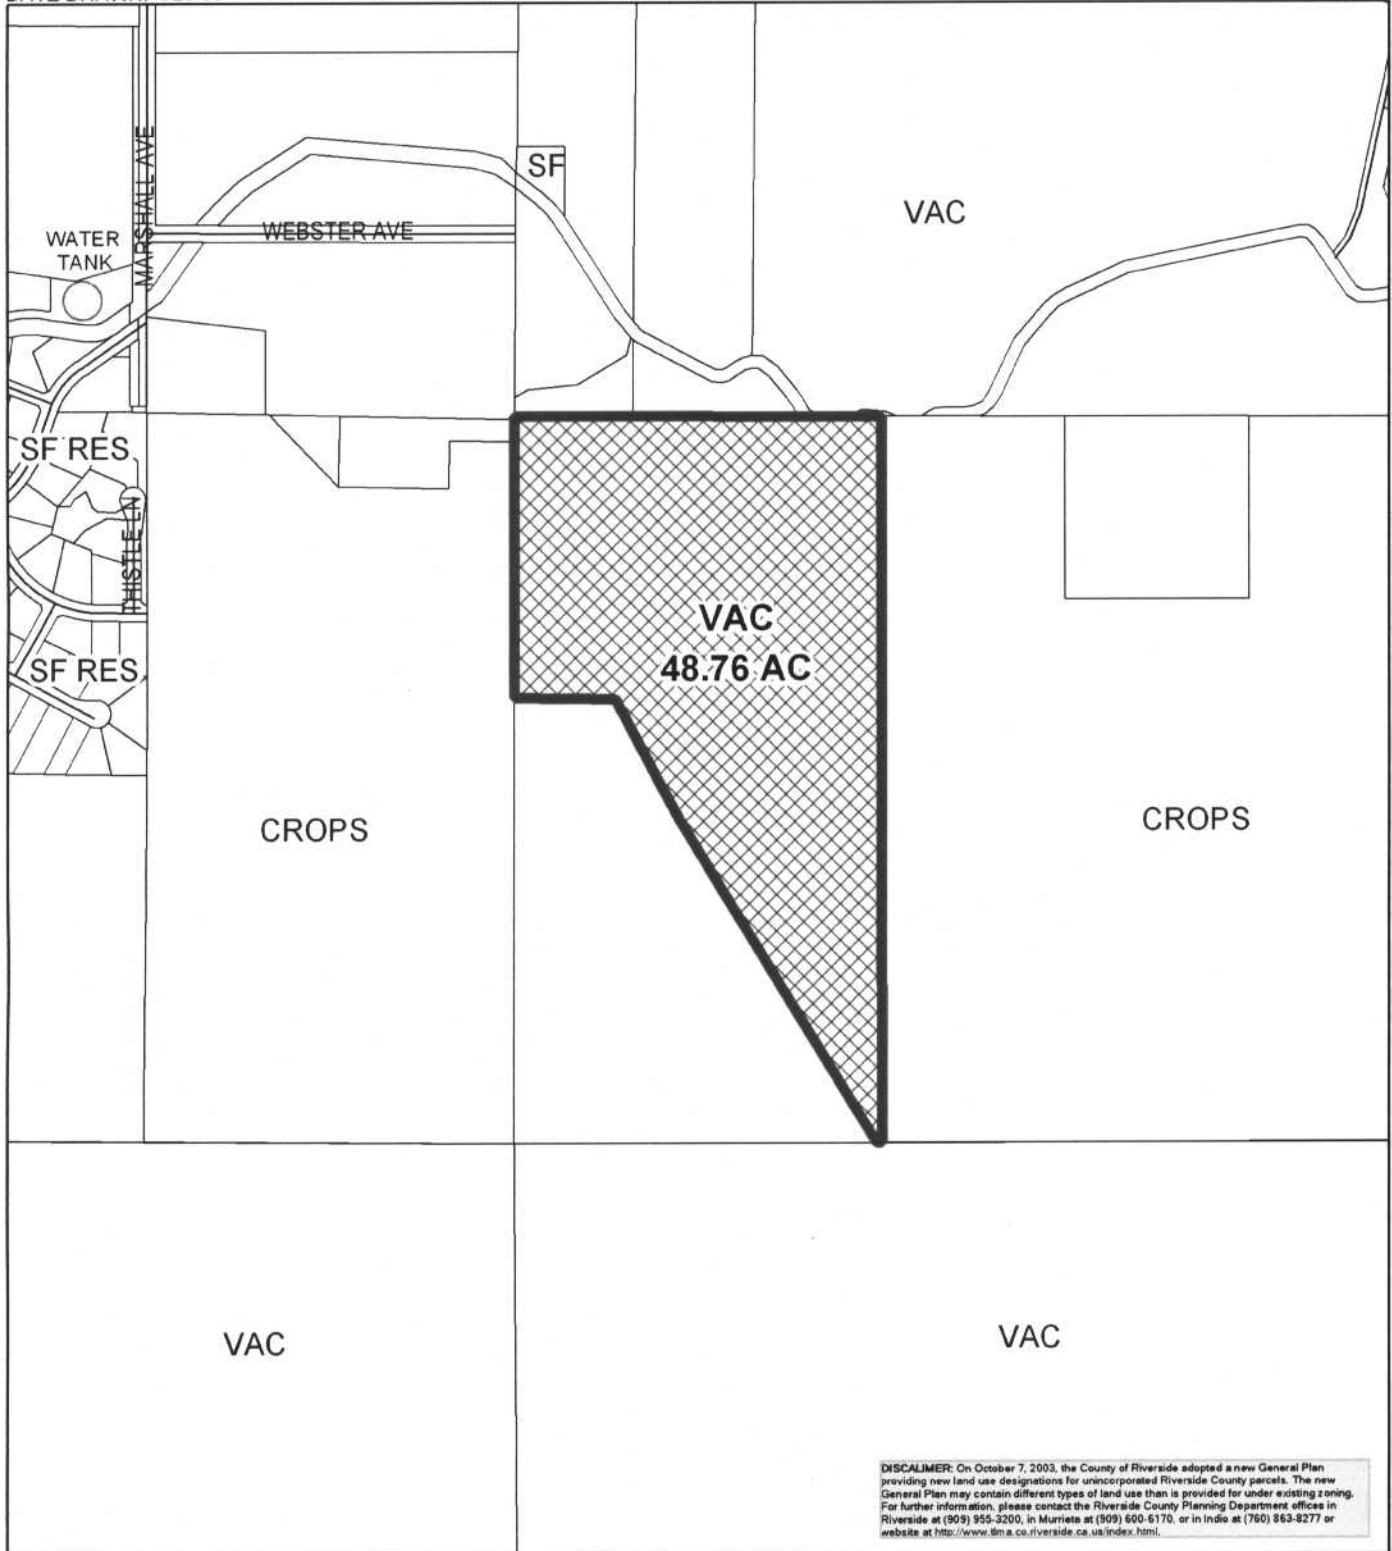 SF
VAC
MARSHALL AVE
WEBSTER AVE
WATER
TANK
SF RES
THISTLE LN
VAC
48.76 AC
SF RES
CROPS
CROPS
VAC
VAC
DISCALIMER: On October 7, 2003, the County of Riverside adopted a new General Plan
providing new land use designations for unincorporated Riverside County parcels. The new
General Plan may contain different types of land use than is provided for under existing zoning.
For further information, please contact the Riverside County Planning Department offices in
Riverside at (909) 955-3200, in Murrieta at (909) 600-6170, or in Indio at (760) 863-8277 or
website at http://www.tlma.co.riverside.ca.us/index.html.